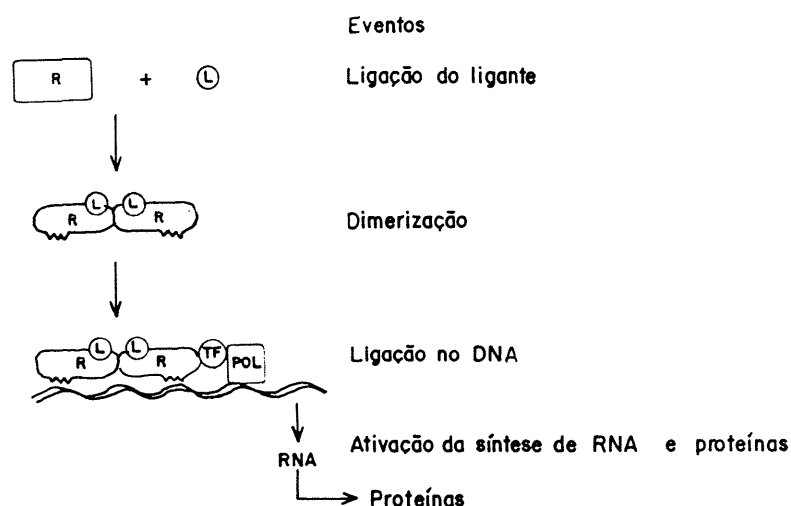 Eventos
R + L Ligação do ligante
L L
R R Dimerização
L L TF
R R POL Ligação no DNA
RNA Ativação da síntese de RNA e proteínas
Proteínas